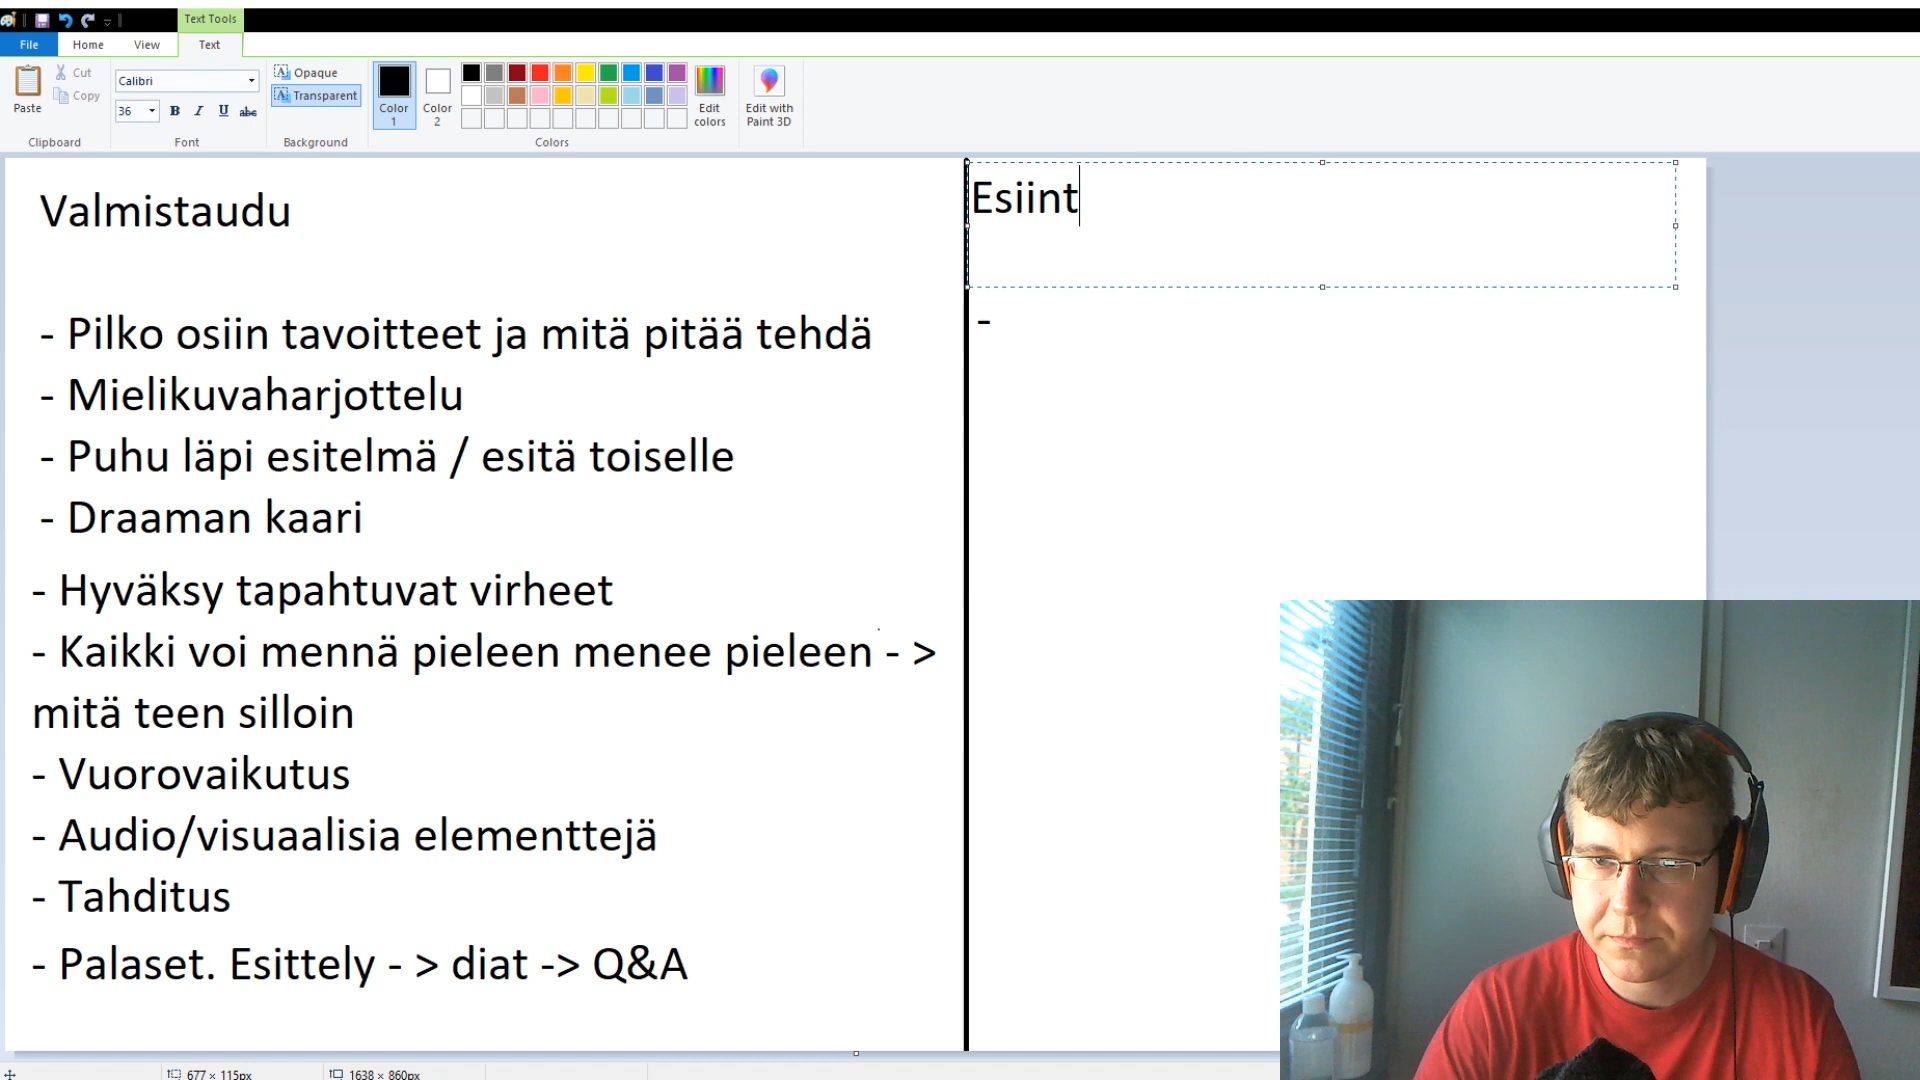 Text Tools
File Home View Text
Paste
Cut
Copy
Clipboard
Calibri
36 B I U abc
Font
Opaque
Transparent
Background
Color 1
Color 2
Edit colors
Colors
Edit with Paint 3D
Valmistaudu
- Pilko osiin tavoitteet ja mitä pitää tehdä
- Mielikuvaharjottelu
- Puhu läpi esitelmä / esitä toiselle
- Draaman kaari
- Hyväksy tapahtuvat virheet
- Kaikki voi mennä pieleen menee pieleen - >
mitä teen silloin
- Vuorovaikutus
- Audio/visuaalisia elementtejä
- Tahditus
- Palaset. Esittely - > diat -> Q&A
Esiint
-
677 × 115px
1638 × 860px